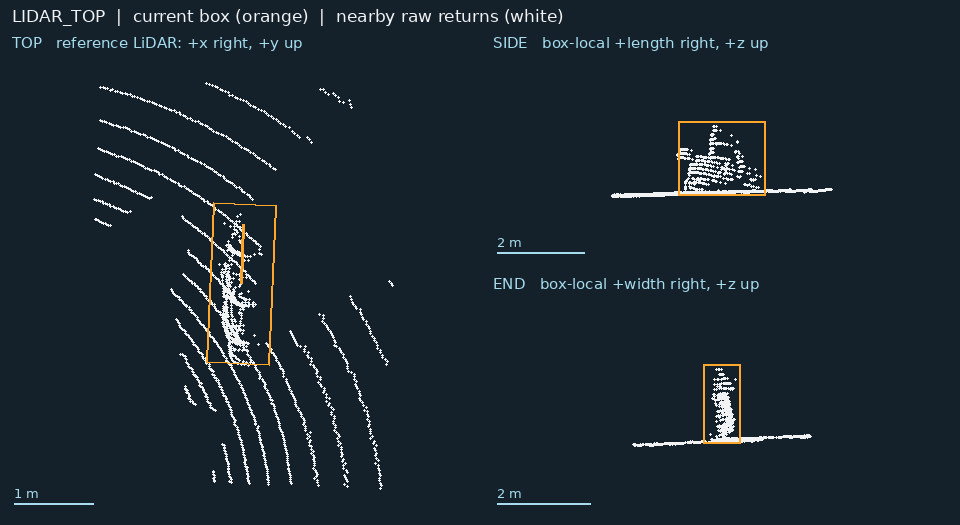 LIDAR_TOP | current box (orange) | nearby raw returns (white)
TOP reference LiDAR: +x right, +y up
SIDE box-local +length right, +z up
2 m
END box-local +width right, +z up
1 m
2 m